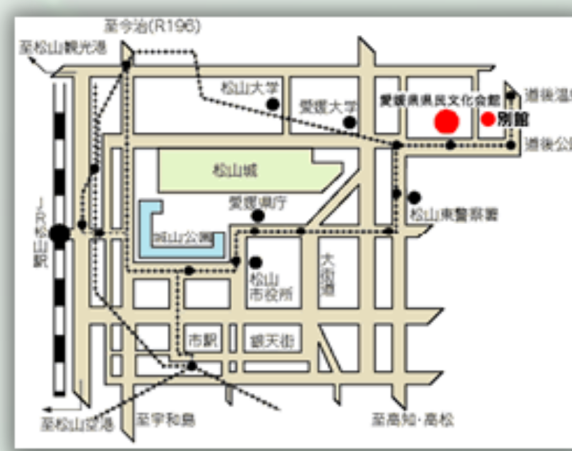 至今治(R196)
至松山観光港
松山大学
愛媛大学
愛媛県県民文化会館
別館
道後温
道後公
松山城
愛媛県庁
松山東警察署
城山公園
JR松山駅
松山
市役所
大街道
市駅
銀天街
至松山空港
至宇和島
至高知・高松